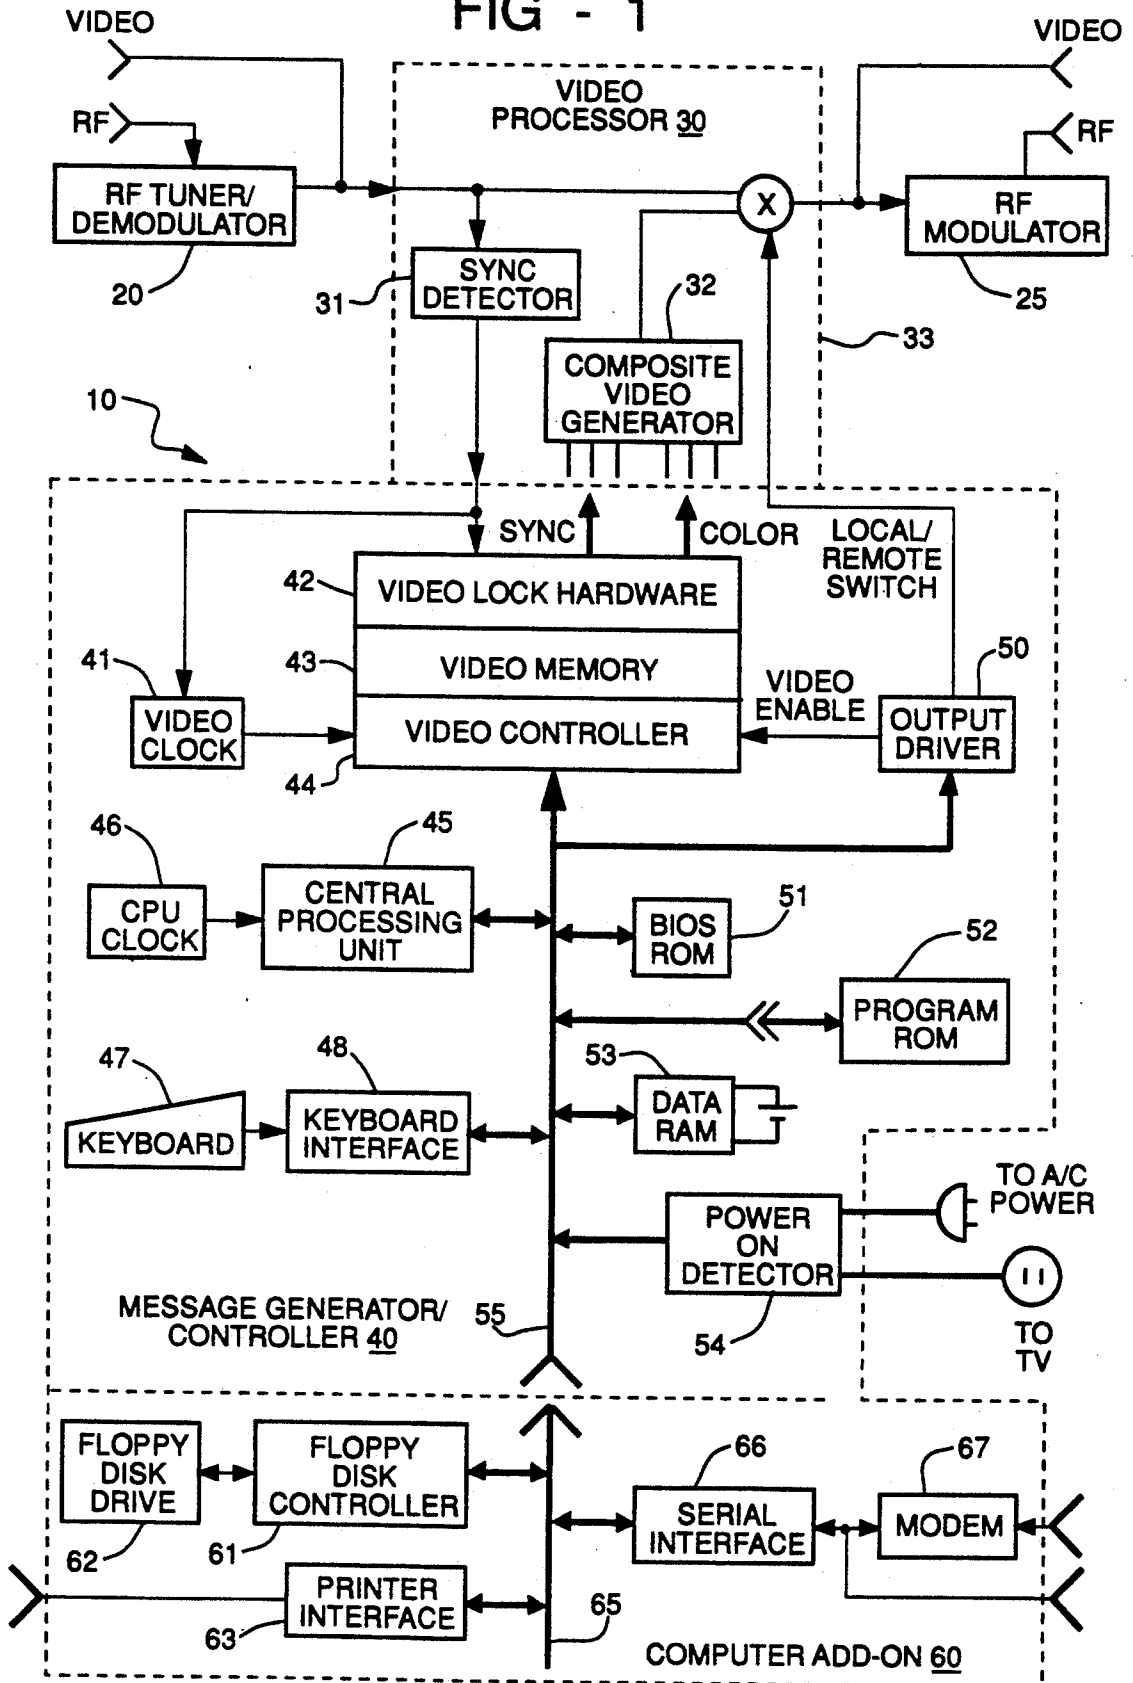 FIG - 1
VIDEO
VIDEO
VIDEO
PROCESSOR 30
RF
RF
RF TUNER/
DEMODULATOR
X
RF
MODULATOR
20
31
SYNC
DETECTOR
32
25
33
COMPOSITE
VIDEO
GENERATOR
10
SYNC
COLOR
LOCAL/
REMOTE
SWITCH
42
VIDEO LOCK HARDWARE
41
43
VIDEO MEMORY
50
VIDEO
ENABLE
VIDEO
CLOCK
VIDEO CONTROLLER
OUTPUT
DRIVER
44
46
45
CENTRAL
PROCESSING
UNIT
CPU
CLOCK
51
BIOS
ROM
52
PROGRAM
ROM
47
48
53
KEYBOARD
KEYBOARD
INTERFACE
DATA
RAM
TO A/C
POWER
POWER
ON
DETECTOR
MESSAGE GENERATOR/
CONTROLLER 40
55
54
TO
TV
FLOPPY
DISK
DRIVE
FLOPPY
DISK
CONTROLLER
66
67
SERIAL
INTERFACE
MODEM
62
61
PRINTER
INTERFACE
63
65
COMPUTER ADD-ON 60